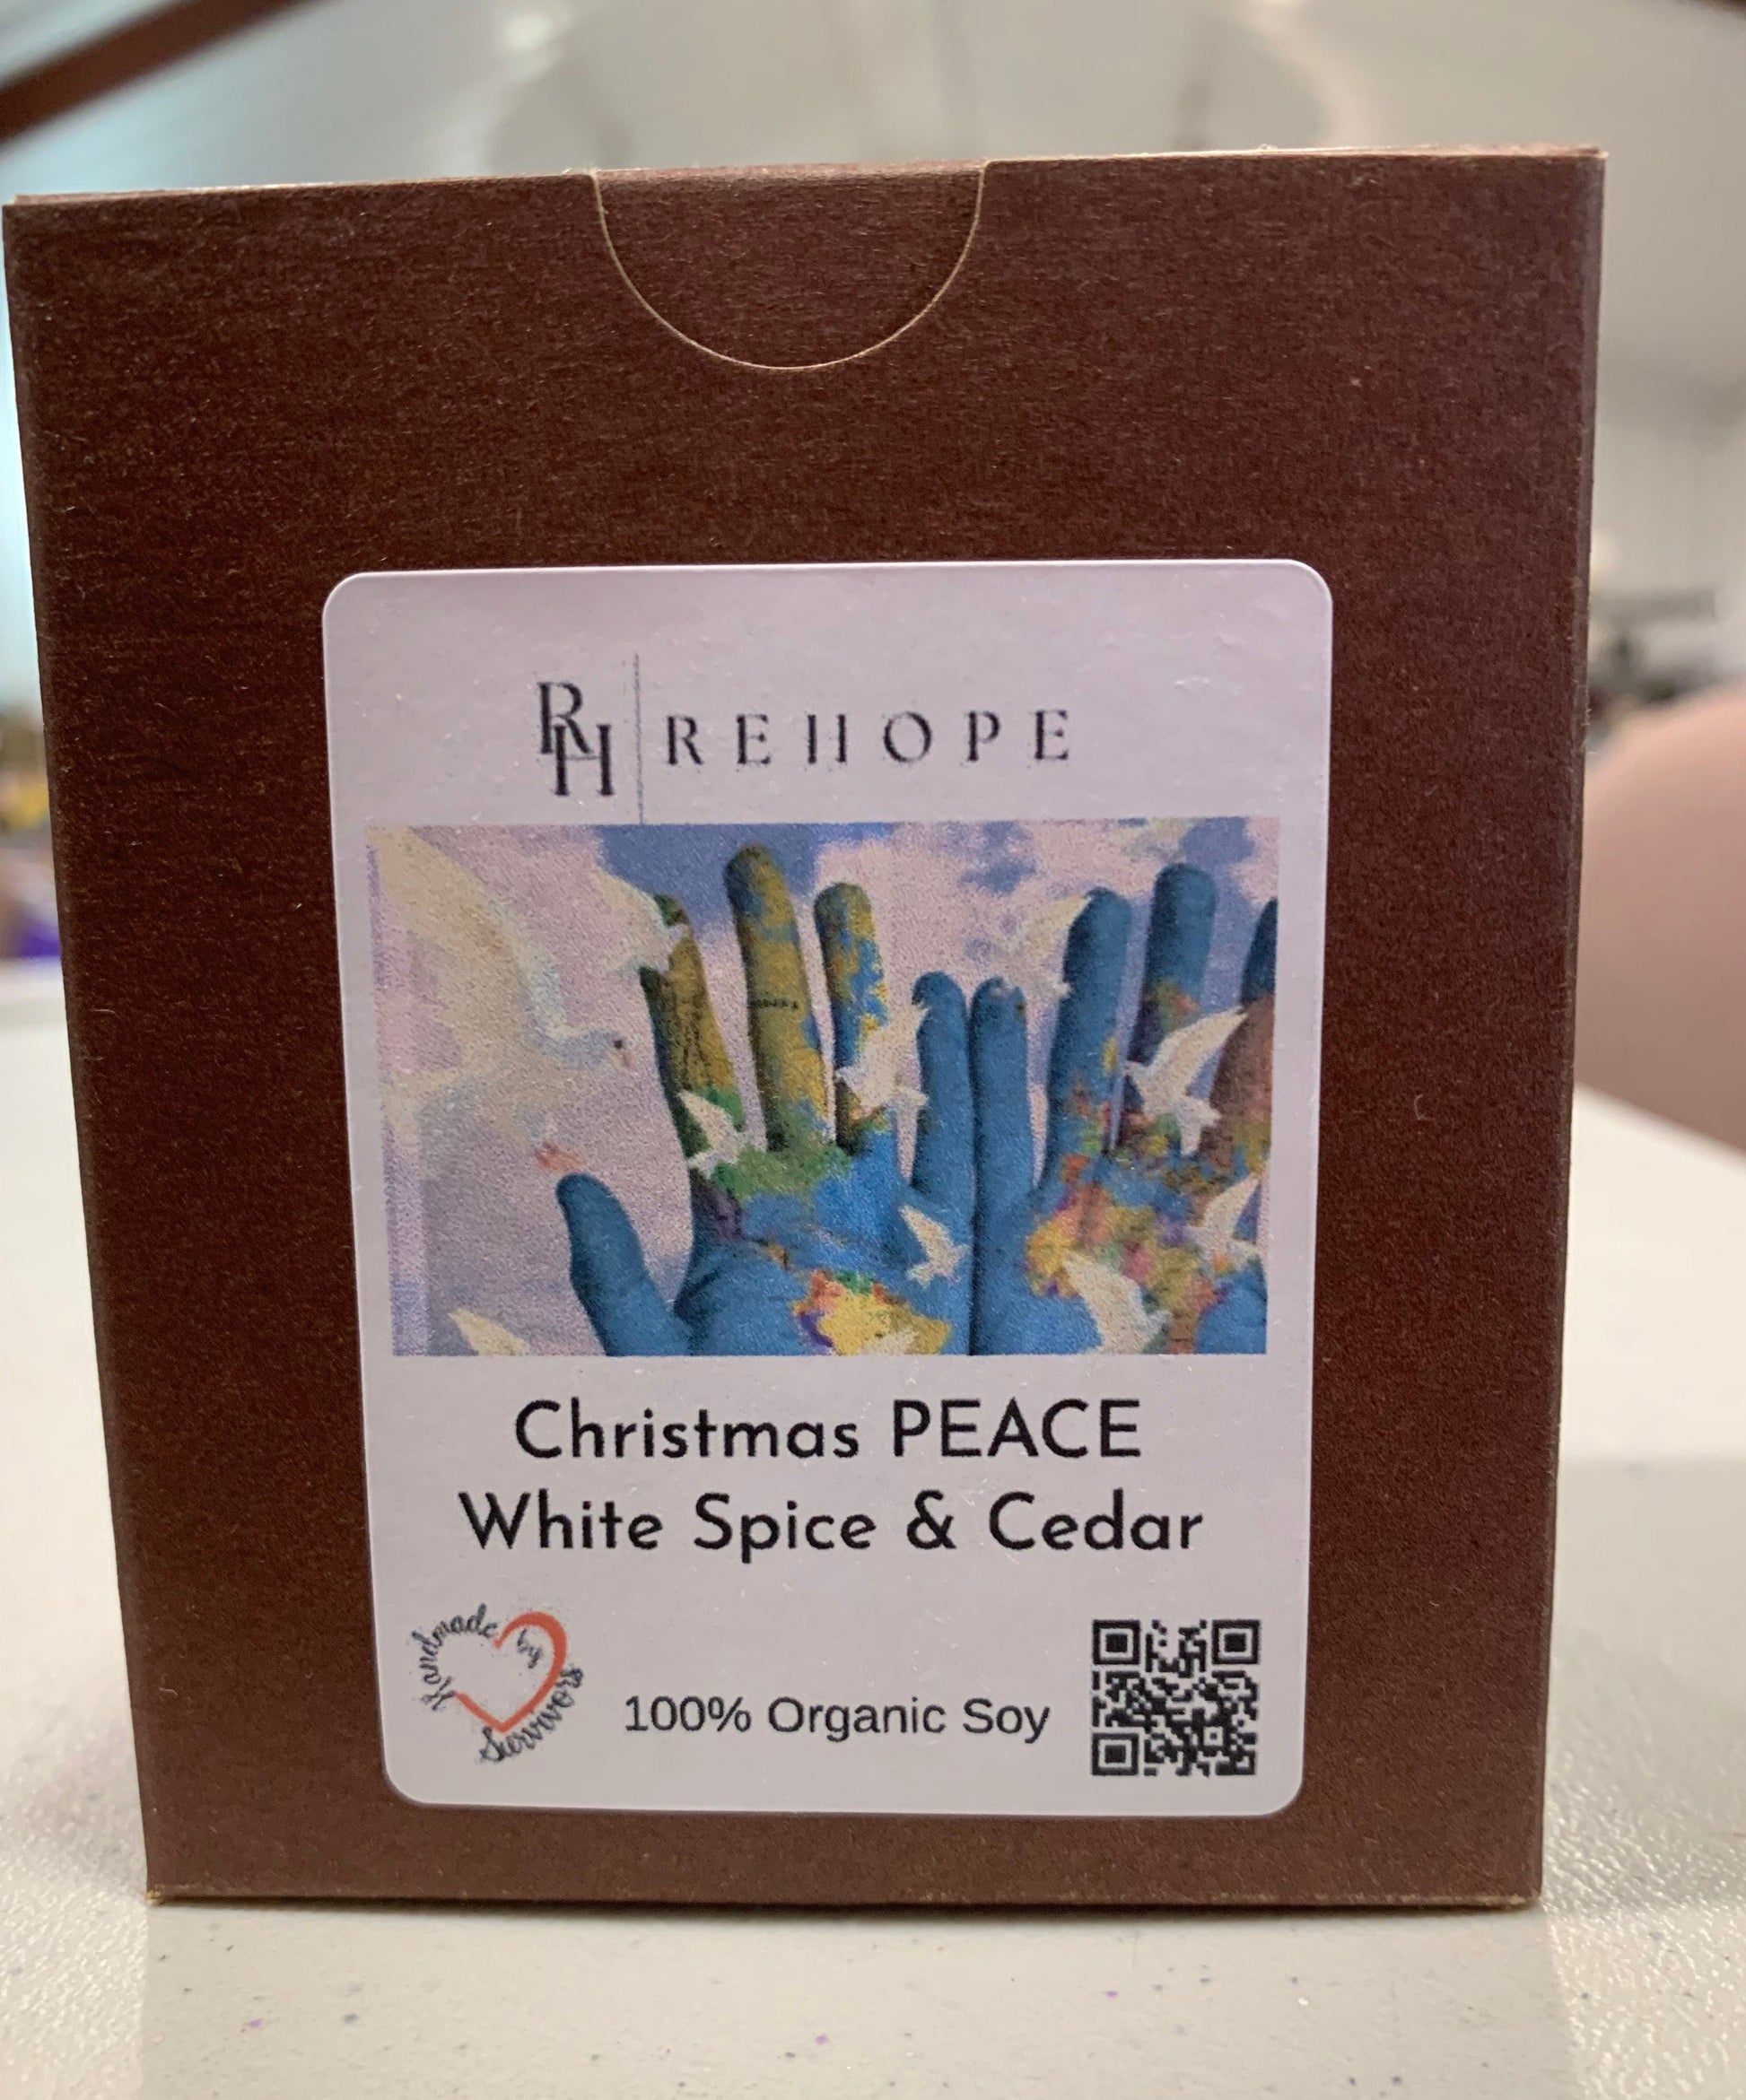 RH REHOPE
Christmas PEACE
White Spice & Cedar
Handmade by Survivors
100% Organic Soy